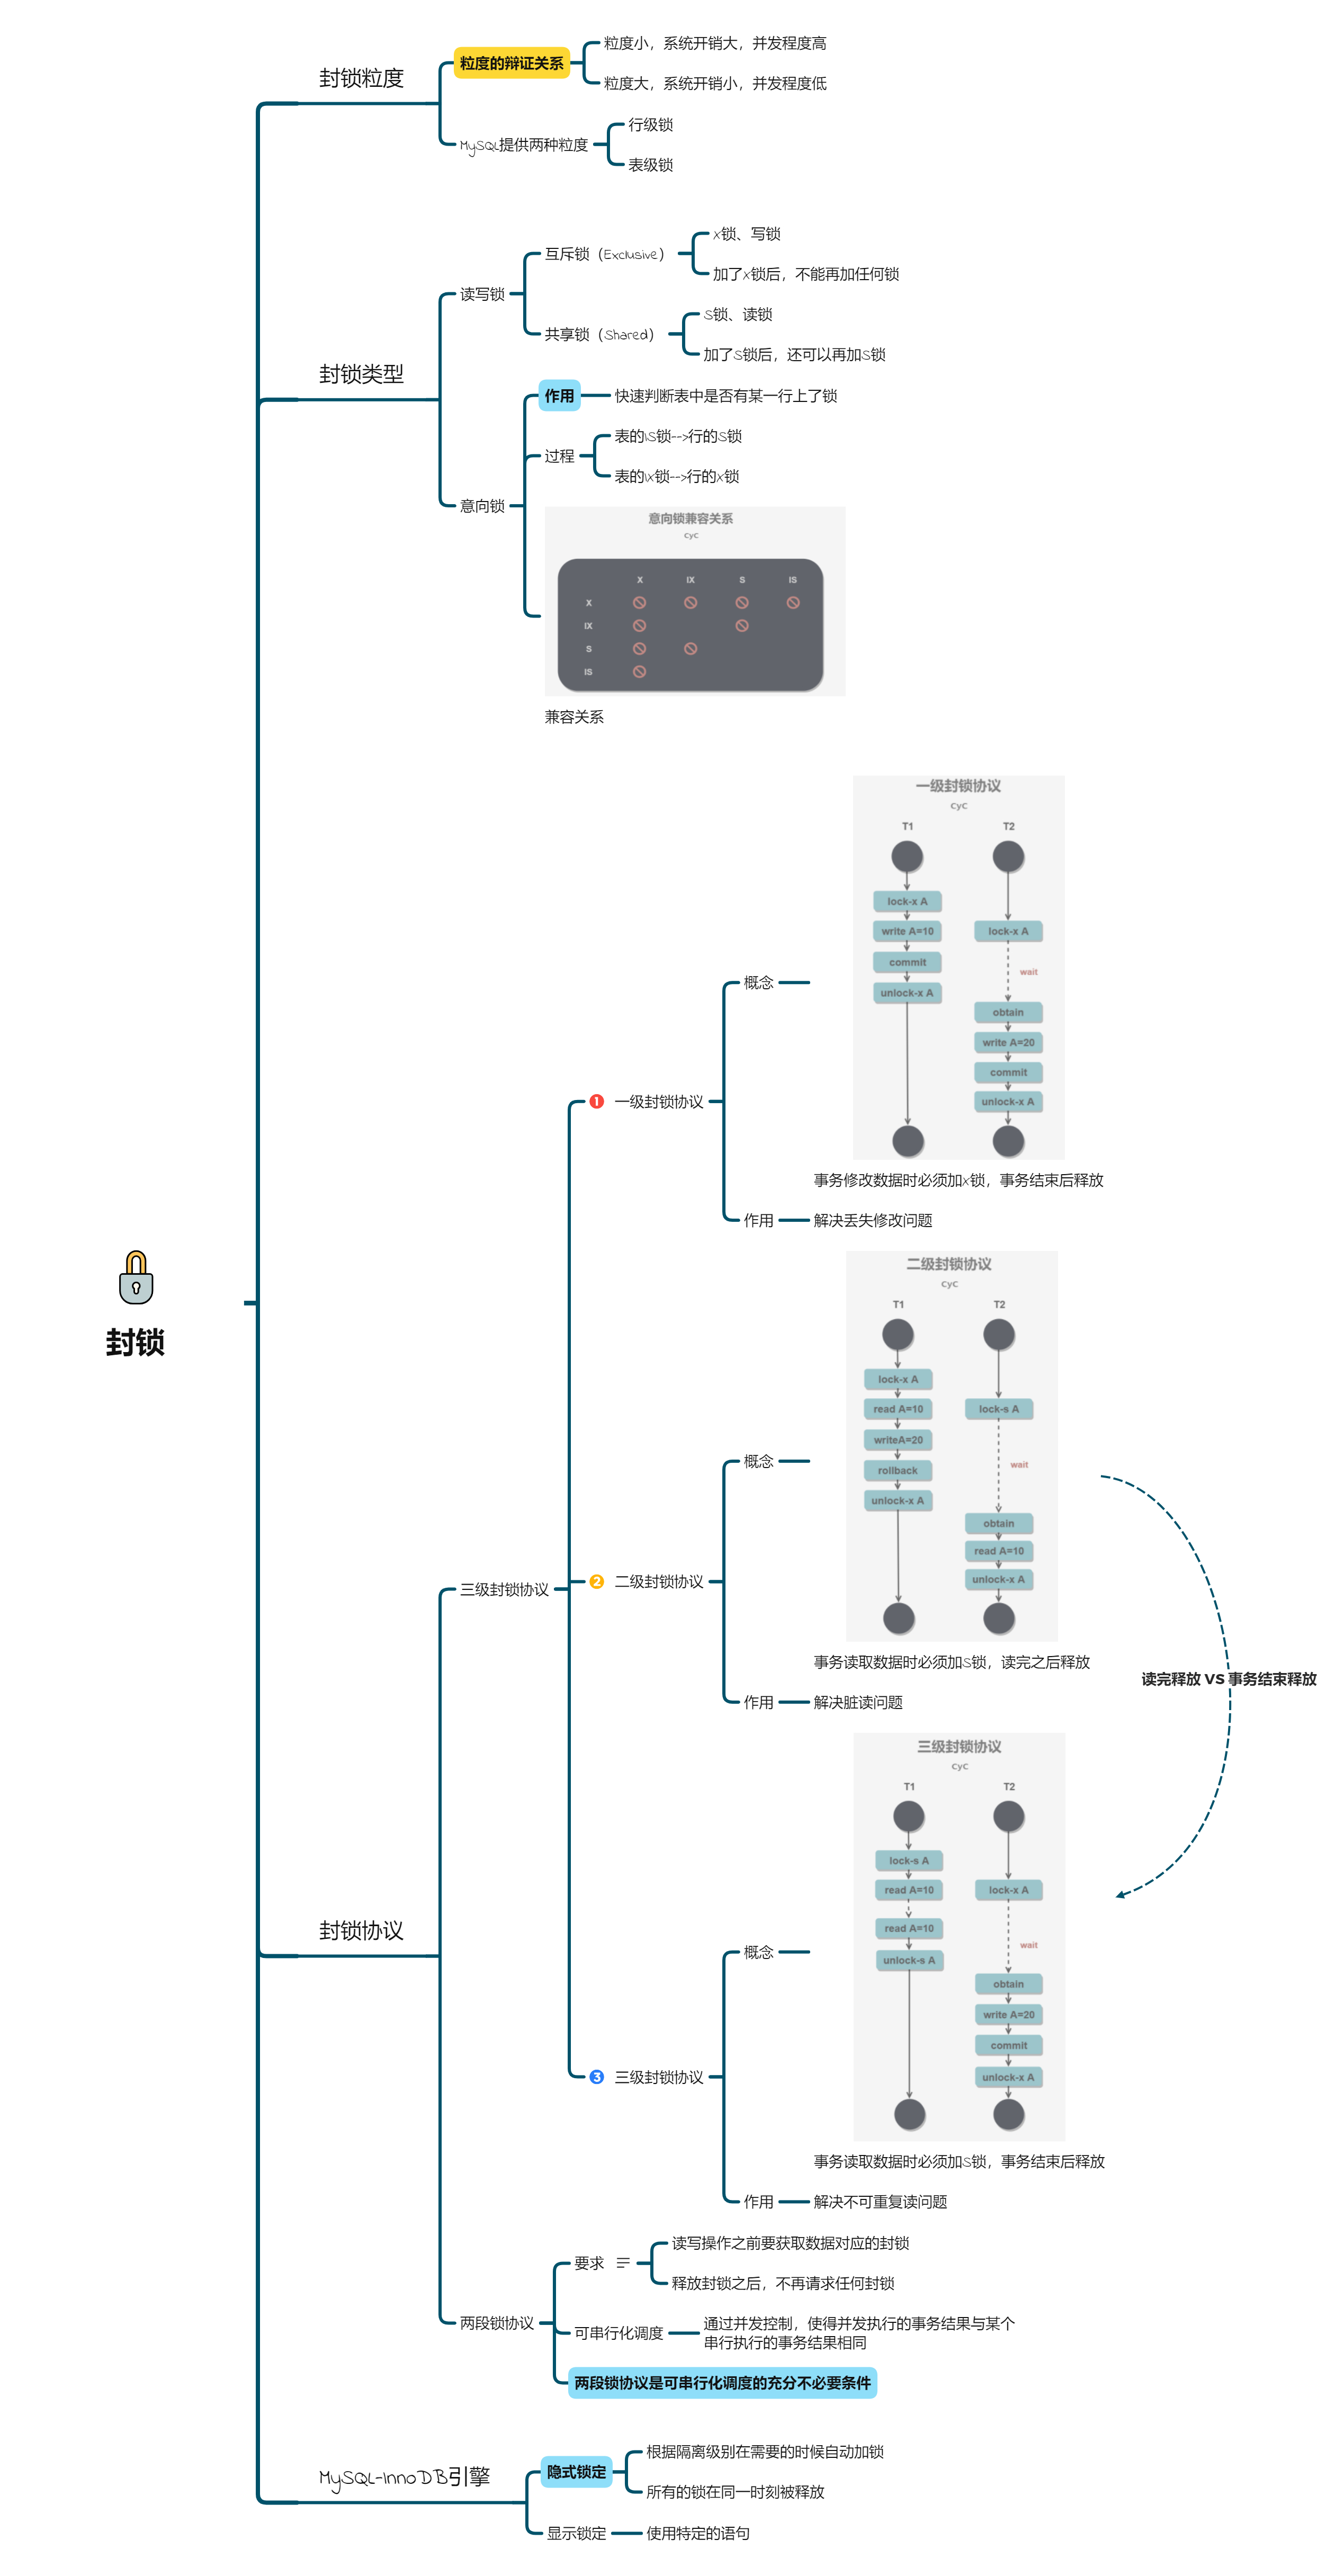 封锁
封锁粒度
粒度的辩证关系
粒度小，系统开销大，并发程度高
粒度大，系统开销小，并发程度低
MySQL提供两种粒度
行级锁
表级锁
封锁类型
读写锁
互斥锁（Exclusive）
X锁、写锁
加了X锁后，不能再加任何锁
共享锁（Shared）
S锁、读锁
加了S锁后，还可以再加S锁
意向锁
作用
快速判断表中是否有某一行上了锁
过程
表的IS锁-->行的S锁
表的IX锁-->行的X锁
意向锁兼容关系
CyC
X IX S IS
X
IX
S
IS
兼容关系
封锁协议
三级封锁协议
1 一级封锁协议
概念
一级封锁协议
CyC
T1 T2
lock-x A
write A=10 lock-x A
commit
wait
unlock-x A
obtain
write A=20
commit
unlock-x A
事务修改数据时必须加X锁，事务结束后释放
作用
解决丢失修改问题
2 二级封锁协议
概念
二级封锁协议
CyC
T1 T2
lock-x A
read A=10 lock-s A
writeA=20
wait
rollback
unlock-x A
obtain
read A=10
unlock-x A
事务读取数据时必须加S锁，读完之后释放
作用
解决脏读问题
读完释放 VS 事务结束释放
3 三级封锁协议
概念
三级封锁协议
CyC
T1 T2
lock-s A
read A=10 lock-x A
read A=10
wait
unlock-s A
obtain
write A=20
commit
unlock-x A
事务读取数据时必须加S锁，事务结束后释放
作用
解决不可重复读问题
两段锁协议
要求
读写操作之前要获取数据对应的封锁
释放封锁之后，不再请求任何封锁
可串行化调度
通过并发控制，使得并发执行的事务结果与某个
串行执行的事务结果相同
两段锁协议是可串行化调度的充分不必要条件
MySQL-InnoDB引擎
隐式锁定
根据隔离级别在需要的时候自动加锁
所有的锁在同一时刻被释放
显示锁定
使用特定的语句